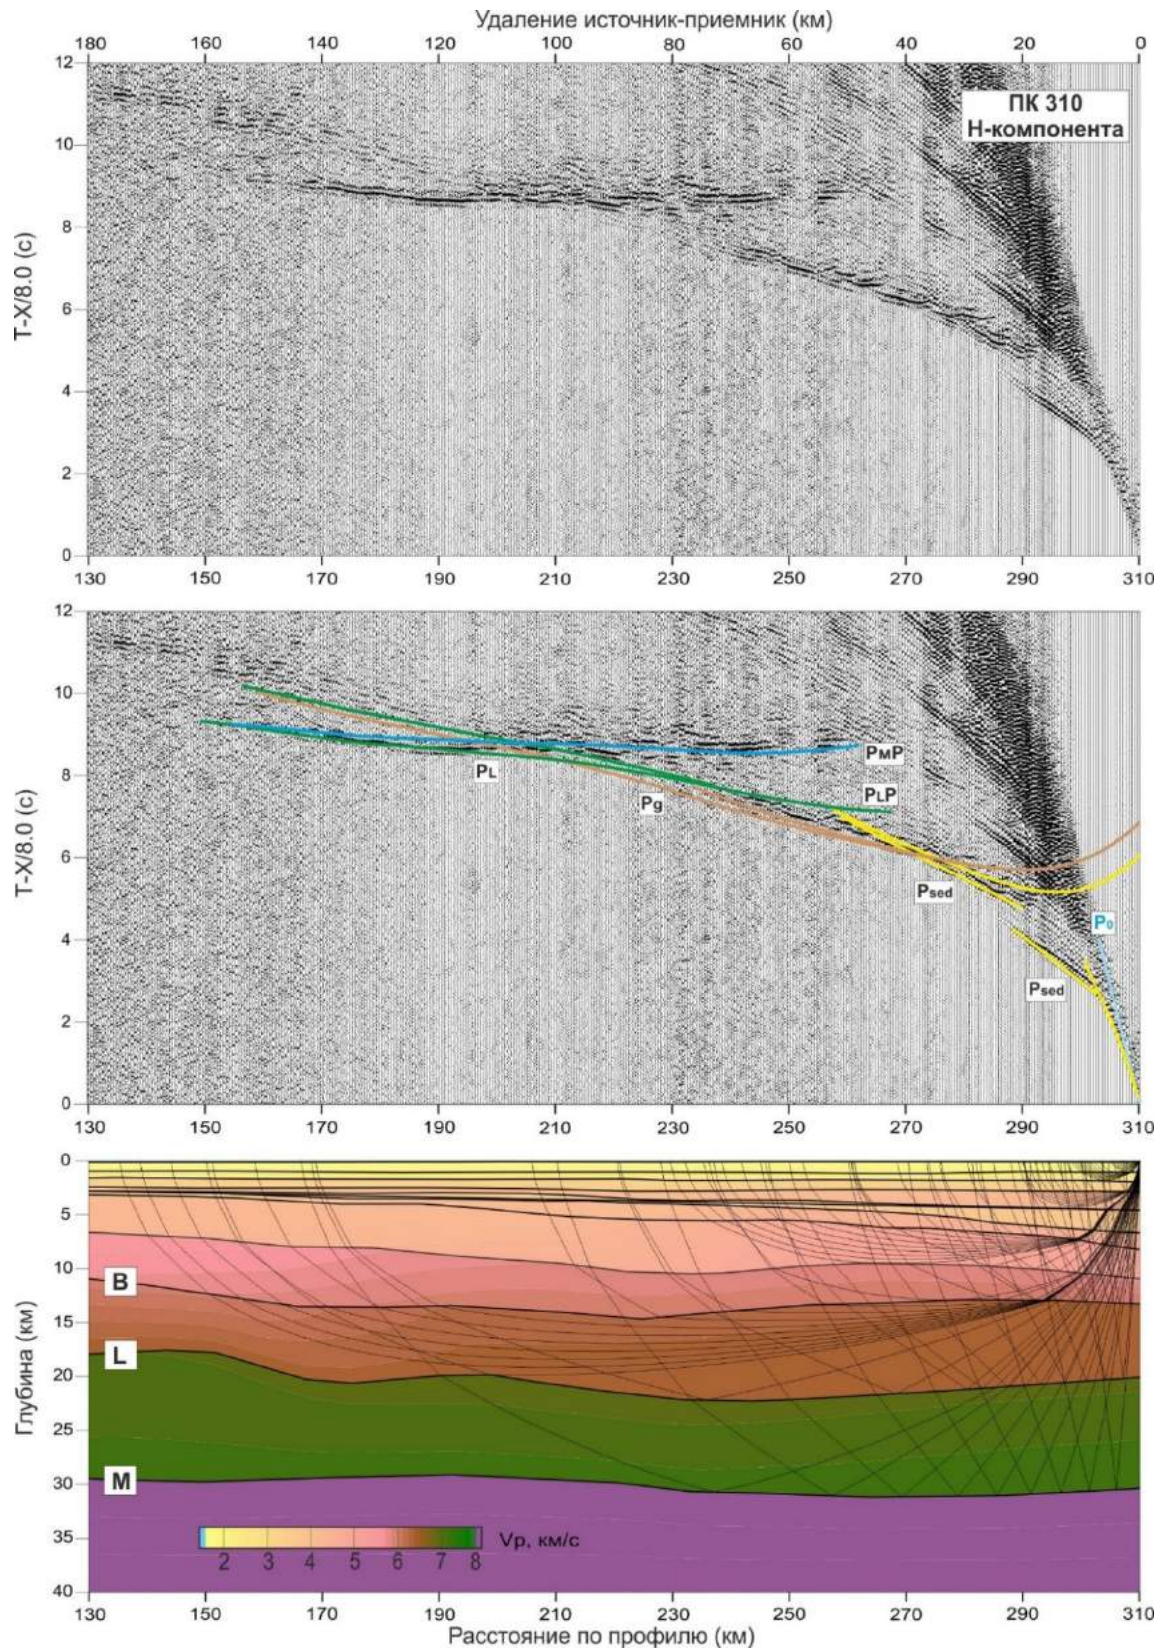 Удаление источник-приемник (км)
180 160 140 120 100 80 60 40 20 0
12
ПК 310
Н-компонента
10
8
T-X/8.0 (с)
6
4
2
0
130 150 170 190 210 230 250 270 290 310
12
10
PмP
8
PL
PLP
Pg
T-X/8.0 (с)
6
Psed
4
P0
Psed
2
0
130 150 170 190 210 230 250 270 290 310
0
5
10
B
15
L
Глубина (км)
20
25
M
30
35
Vp, км/с
2 3 4 5 6 7 8
40
130 150 170 190 210 230 250 270 290 310
Расстояние по профилю (км)